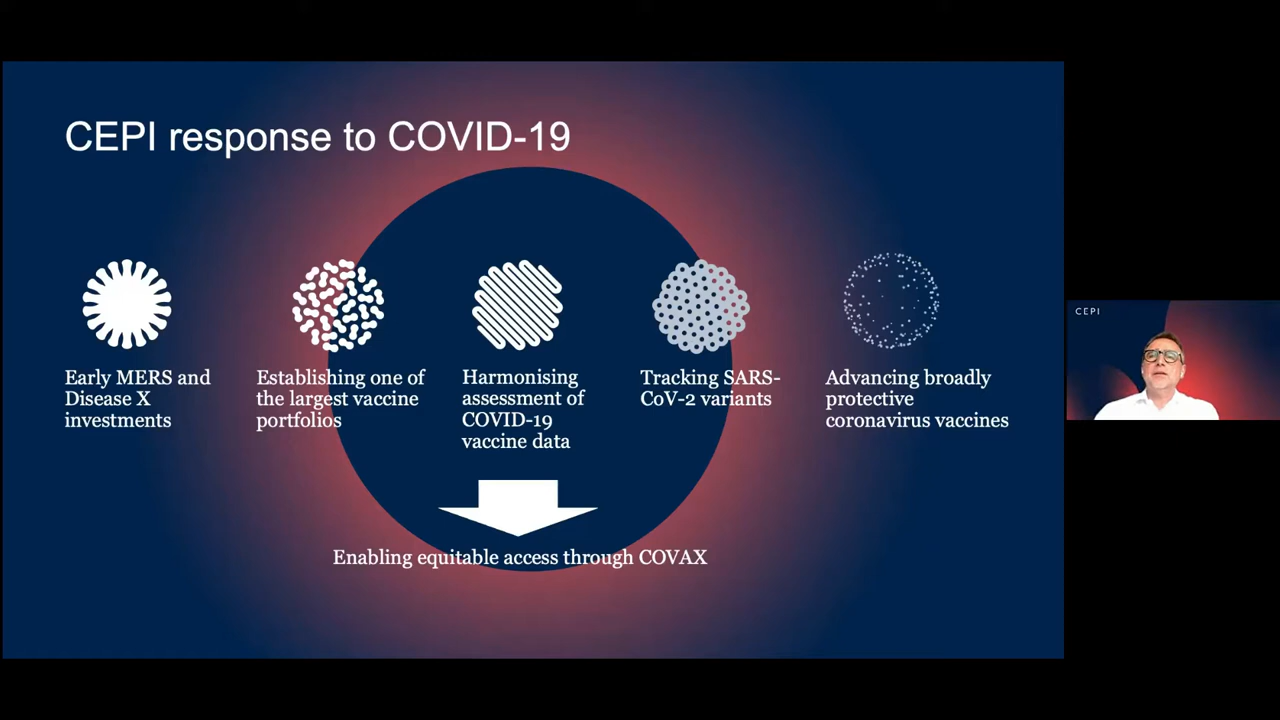 CEPI response to COVID-19
Early MERS and
Disease X
investments
Establishing one of
the largest vaccine
portfolios
Harmonising
assessment of
COVID-19
vaccine data
Tracking SARS-
CoV-2 variants
Advancing broadly
protective
coronavirus vaccines
Enabling equitable access through COVAX
CEPI